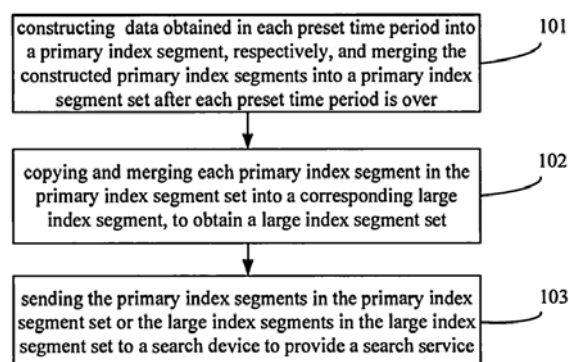 constructing data obtained in each preset time period into
a primary index segment, respectively, and merging the
constructed primary index segments into a primary index
segment set after each preset time period is over
101
copying and merging each primary index segment in the
primary index segment set into a corresponding large
index segment, to obtain a large index segment set
102
sending the primary index segments in the primary index
segment set or the large index segments in the large index
segment set to a search device to provide a search service
103